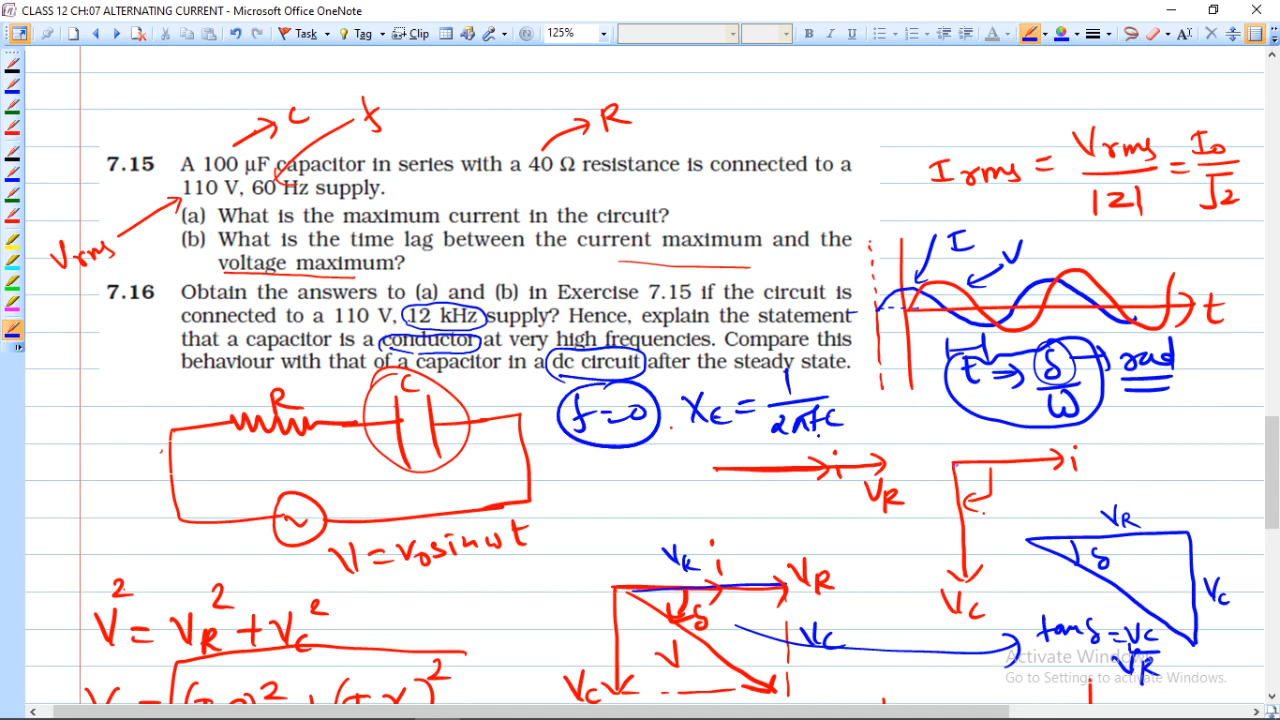 CLASS 12 CH:07 ALTERNATING CURRENT - Microsoft Office OneNote
Task Tag Clip 125% B I U
C f R
7.15 A 100 µF capacitor in series with a 40 Ω resistance is connected to a
110 V, 60 Hz supply.
(a) What is the maximum current in the circuit?
(b) What is the time lag between the current maximum and the
voltage maximum?
Vrms
7.16 Obtain the answers to (a) and (b) in Exercise 7.15 if the circuit is
connected to a 110 V, 12 kHz supply? Hence, explain the statement
that a capacitor is a conductor at very high frequencies. Compare this
behaviour with that of a capacitor in a dc circuit after the steady state.
Irms = Vrms/|Z| = I0/√2
I V
t
t ⇒ δ/ω rad
f=0 Xc = 1/2πfC
R C
V = V0 sin ωt
i VR
i
VC
VR
δ
VC
VR i VR
δ
V
VC VC
tanδ = VC/VR
V² = VR² + VC²
Activate Windows
Go to Settings to activate Windows.